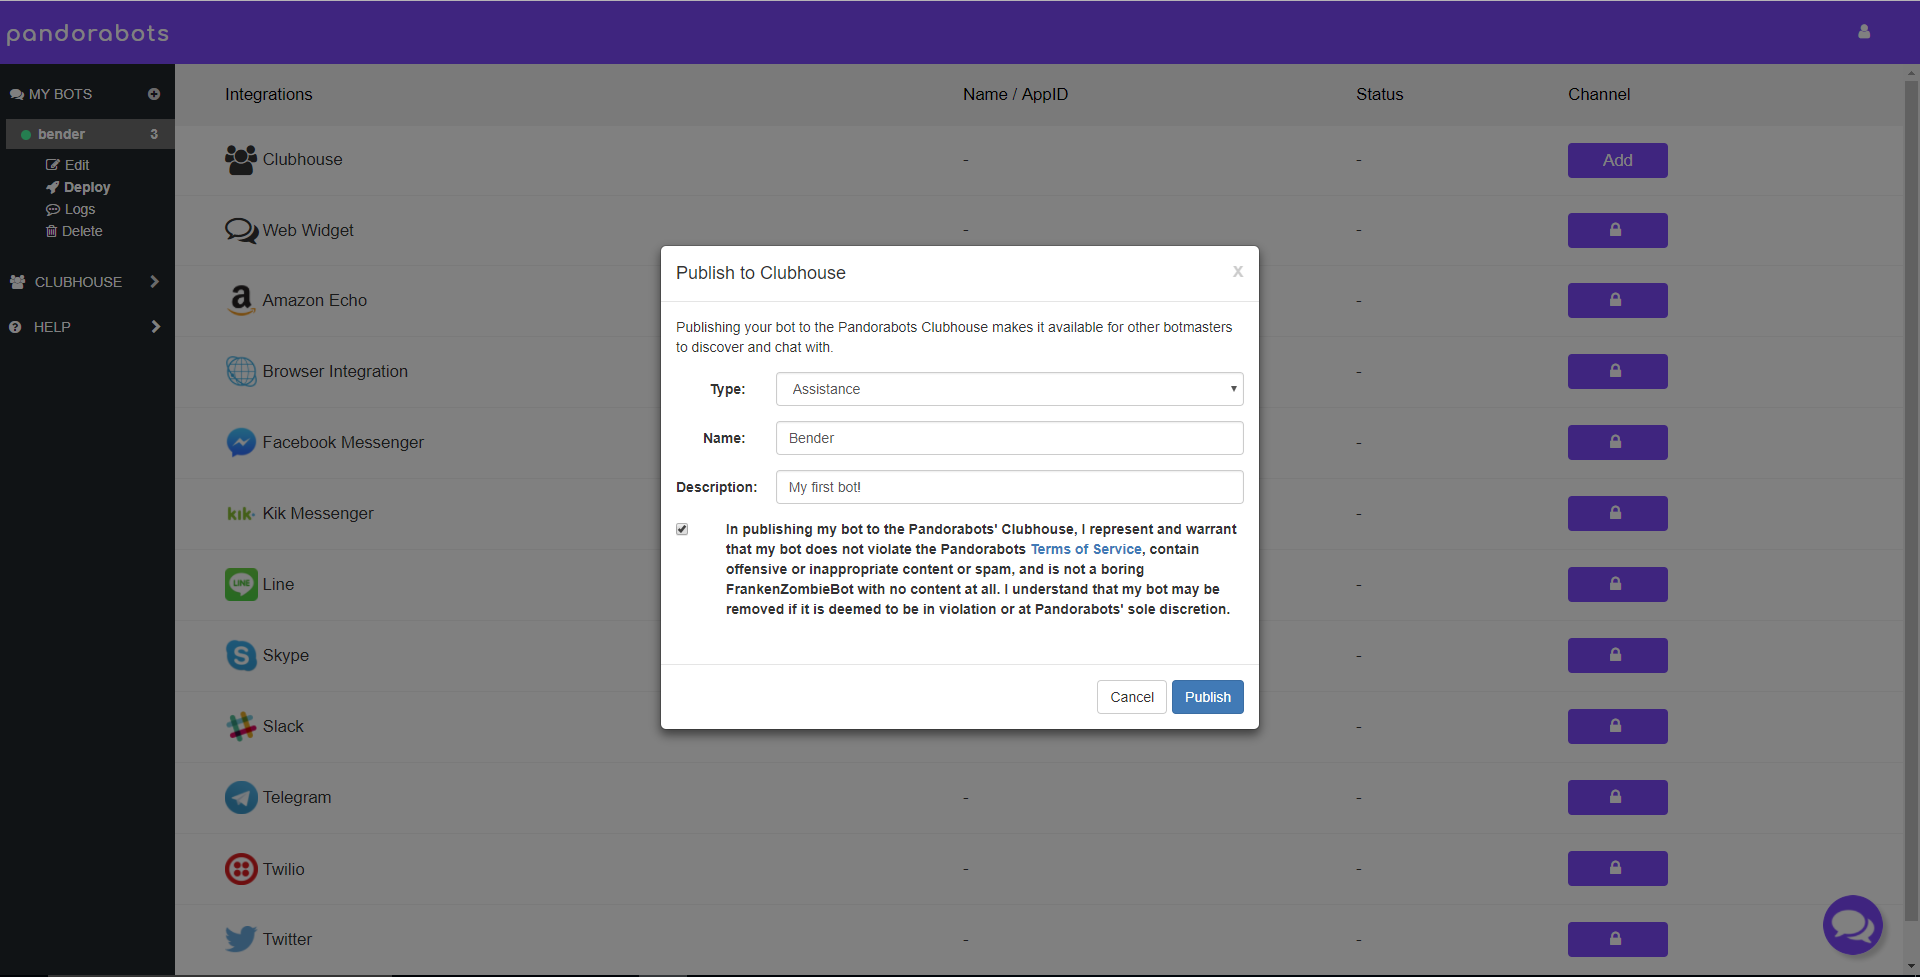 pandorabots
MY BOTS
bender 3
Edit
Deploy
Logs
Delete
CLUBHOUSE
HELP
Integrations Name / AppID Status Channel
Clubhouse - - Add
Web Widget - -
Amazon Echo -
Browser Integration -
Facebook Messenger -
kik. Kik Messenger -
LINE Line -
Skype -
Slack - -
Telegram - -
Twilio - -
Twitter - -
Publish to Clubhouse X
Publishing your bot to the Pandorabots Clubhouse makes it available for other botmasters
to discover and chat with.
Type: Assistance
Name: Bender
Description: My first bot!
In publishing my bot to the Pandorabots' Clubhouse, I represent and warrant
that my bot does not violate the Pandorabots Terms of Service, contain
offensive or inappropriate content or spam, and is not a boring
FrankenZombieBot with no content at all. I understand that my bot may be
removed if it is deemed to be in violation or at Pandorabots' sole discretion.
Cancel Publish